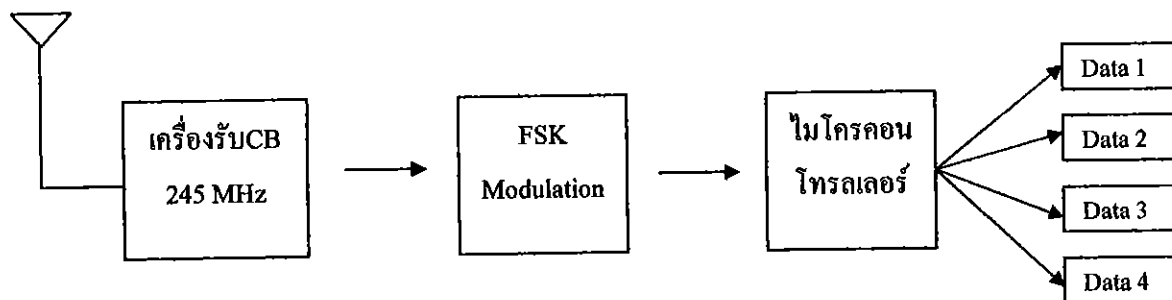 เครื่องรับCB
245 MHz
FSK
Modulation
ไมโครคอน
โทรลเลอร์
Data 1
Data 2
Data 3
Data 4